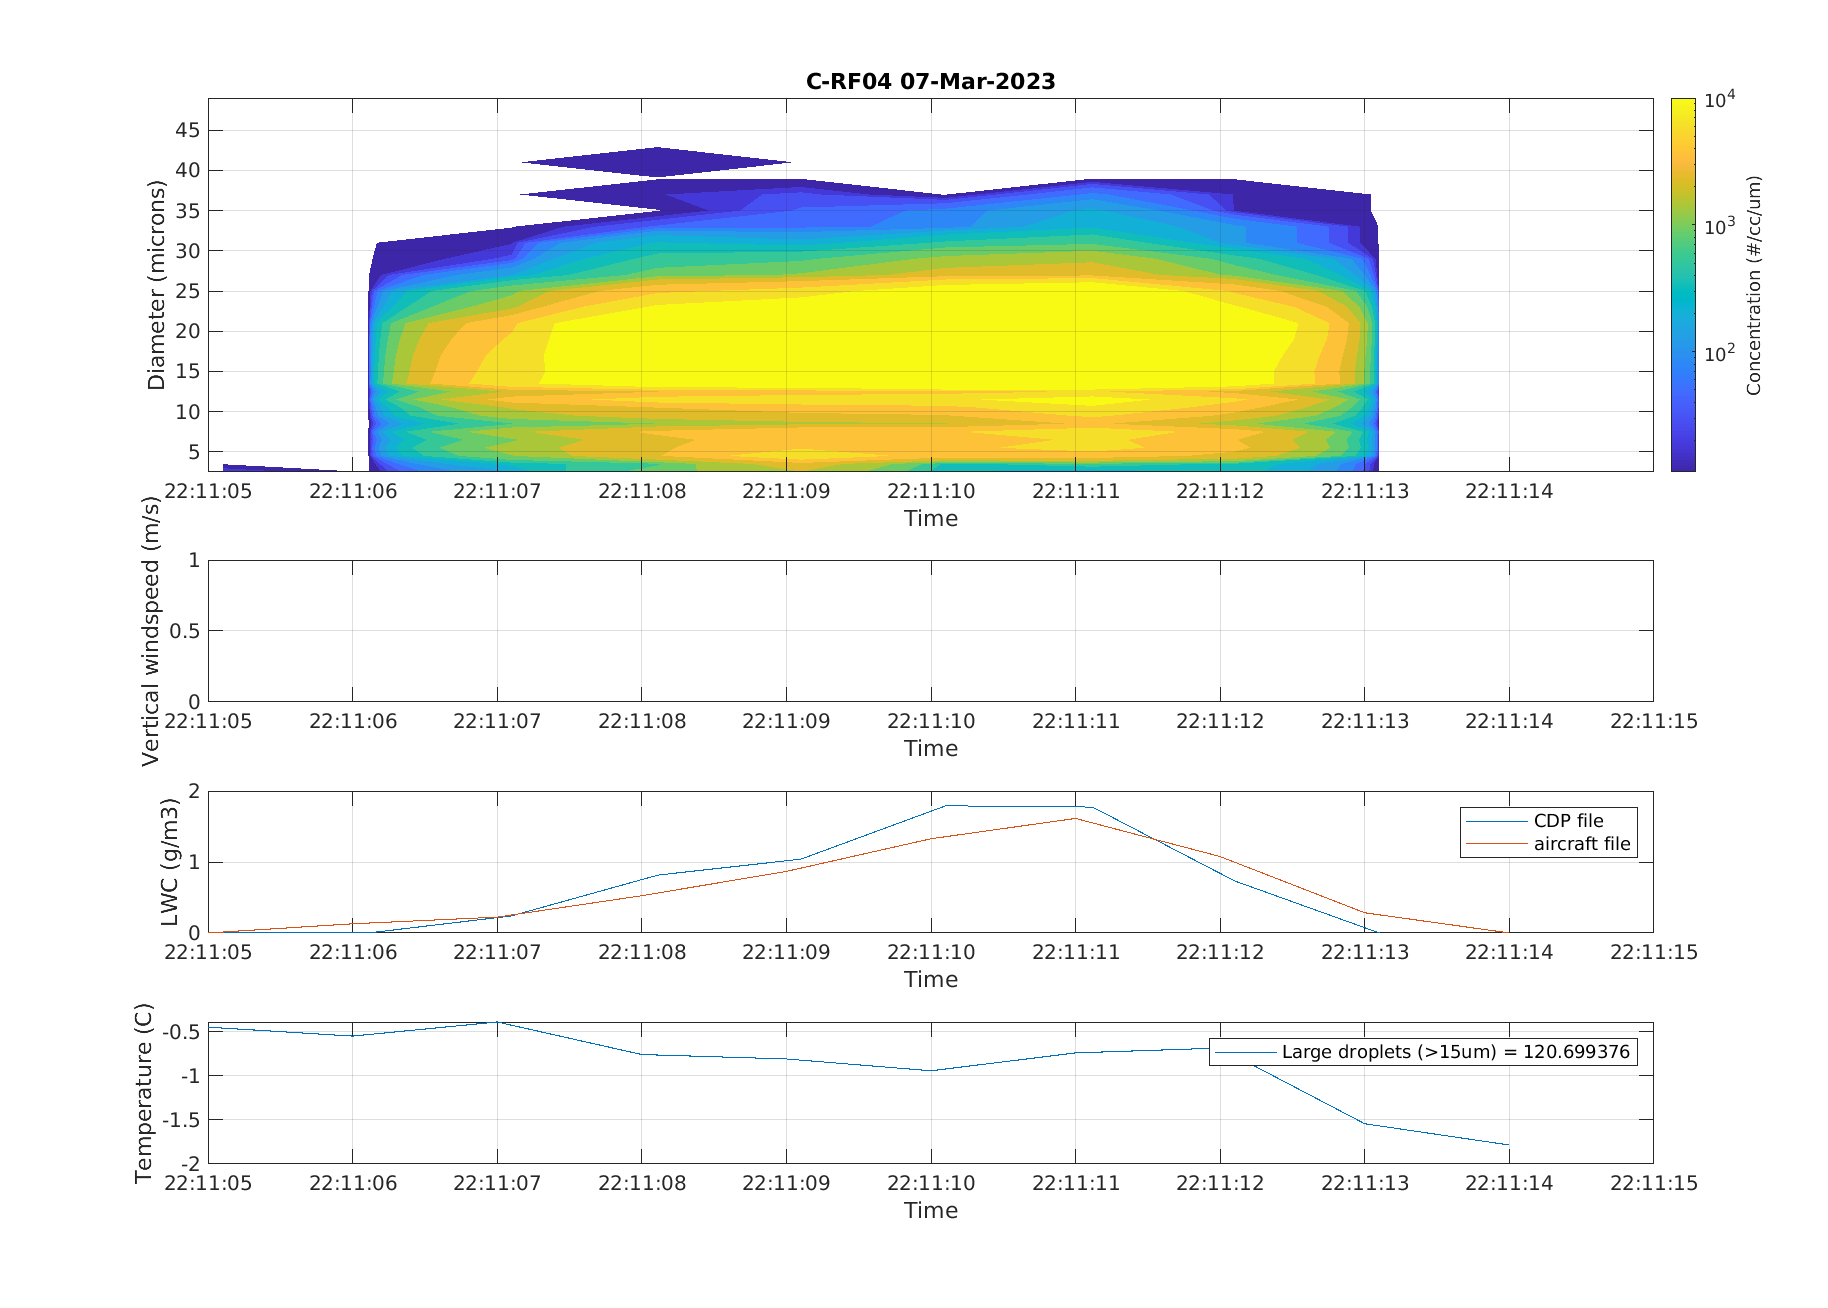 C-RF04 07-Mar-2023
Diameter (microns)
45
40
35
30
25
20
15
10
5
22:11:05 22:11:06 22:11:07 22:11:08 22:11:09 22:11:10 22:11:11 22:11:12 22:11:13 22:11:14
Time
10^4
10^3
10^2
Concentration (#/cc/um)
Vertical windspeed (m/s)
1
0.5
0
22:11:05 22:11:06 22:11:07 22:11:08 22:11:09 22:11:10 22:11:11 22:11:12 22:11:13 22:11:14 22:11:15
Time
LWC (g/m3)
2
1
0
CDP file
aircraft file
22:11:05 22:11:06 22:11:07 22:11:08 22:11:09 22:11:10 22:11:11 22:11:12 22:11:13 22:11:14 22:11:15
Time
Temperature (C)
-0.5
-1
-1.5
-2
Large droplets (>15um) = 120.699376
22:11:05 22:11:06 22:11:07 22:11:08 22:11:09 22:11:10 22:11:11 22:11:12 22:11:13 22:11:14 22:11:15
Time